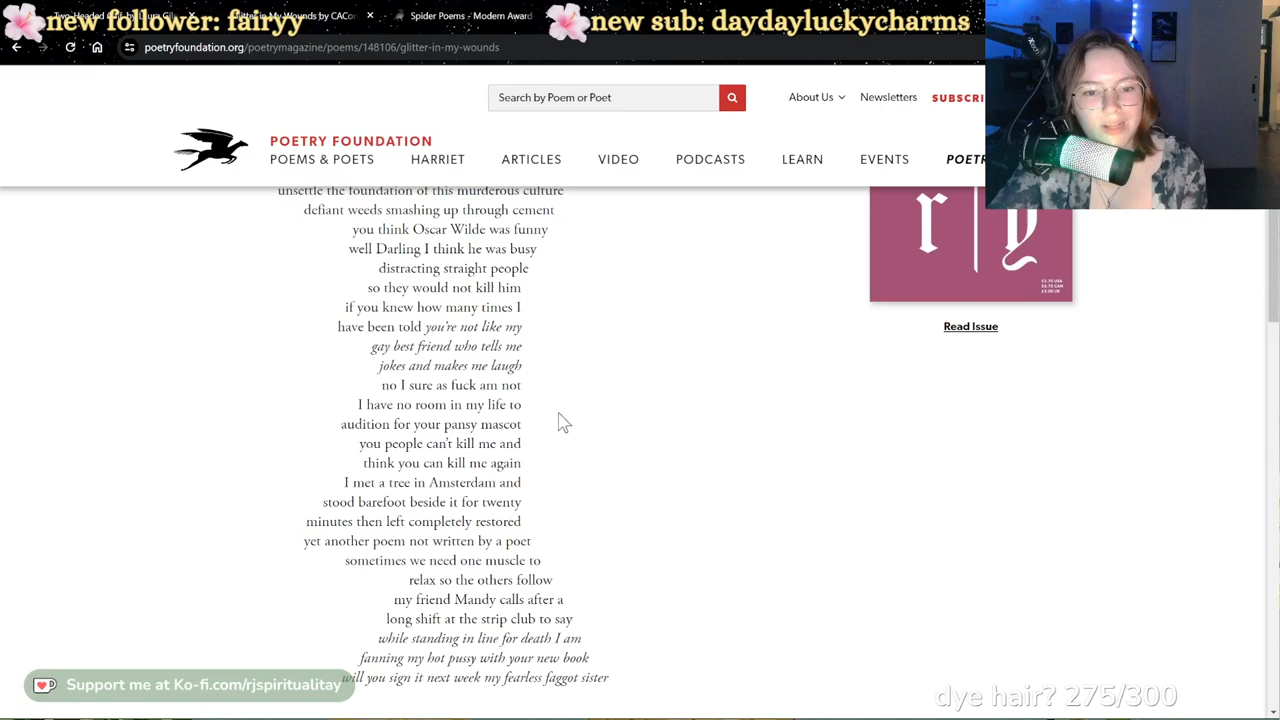 new follower: fairyy
new sub: daydayluckycharms
Spider Poems - Modern Award
poetryfoundation.org/poetrymagazine/poems/148106/glitter-in-my-wounds
Search by Poem or Poet
About Us
Newsletters
SUBSCRI
POETRY FOUNDATION
POEMS & POETS
HARRIET
ARTICLES
VIDEO
PODCASTS
LEARN
EVENTS
POETR
unsettle the foundation of this murderous culture
defiant weeds smashing up through cement
you think Oscar Wilde was funny
well Darling I think he was busy
distracting straight people
so they would not kill him
if you knew how many times I
have been told you're not like my
gay best friend who tells me
jokes and makes me laugh
no I sure as fuck am not
I have no room in my life to
audition for your pansy mascot
you people can't kill me and
think you can kill me again
I met a tree in Amsterdam and
stood barefoot beside it for twenty
minutes then left completely restored
yet another poem not written by a poet
sometimes we need one muscle to
relax so the others follow
my friend Mandy calls after a
long shift at the strip club to say
while standing in line for death I am
fanning my hot pussy with your new book
will you sign it next week my fearless faggot sister
r y
Read Issue
Support me at Ko-fi.com/rjspiritualitay
dye hair? 275/300